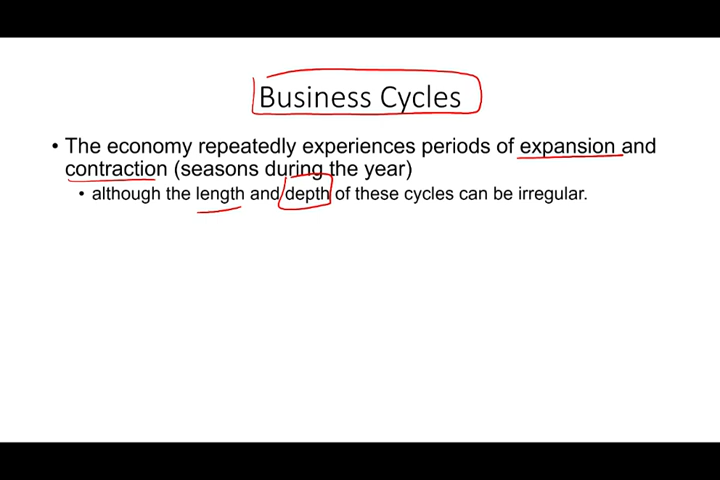 Business Cycles
• The economy repeatedly experiences periods of expansion and
contraction (seasons during the year)
• although the length and depth of these cycles can be irregular.